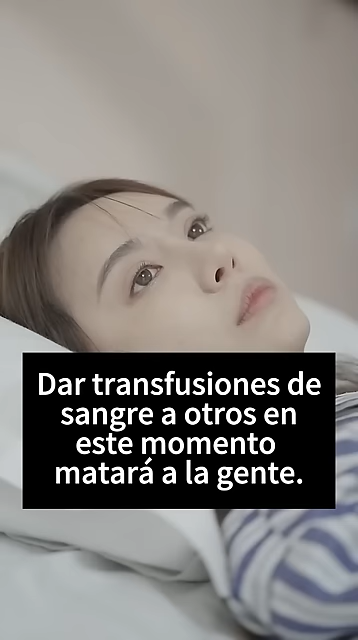 Dar transfusiones de
sangre a otros en
este momento
matará a la gente.